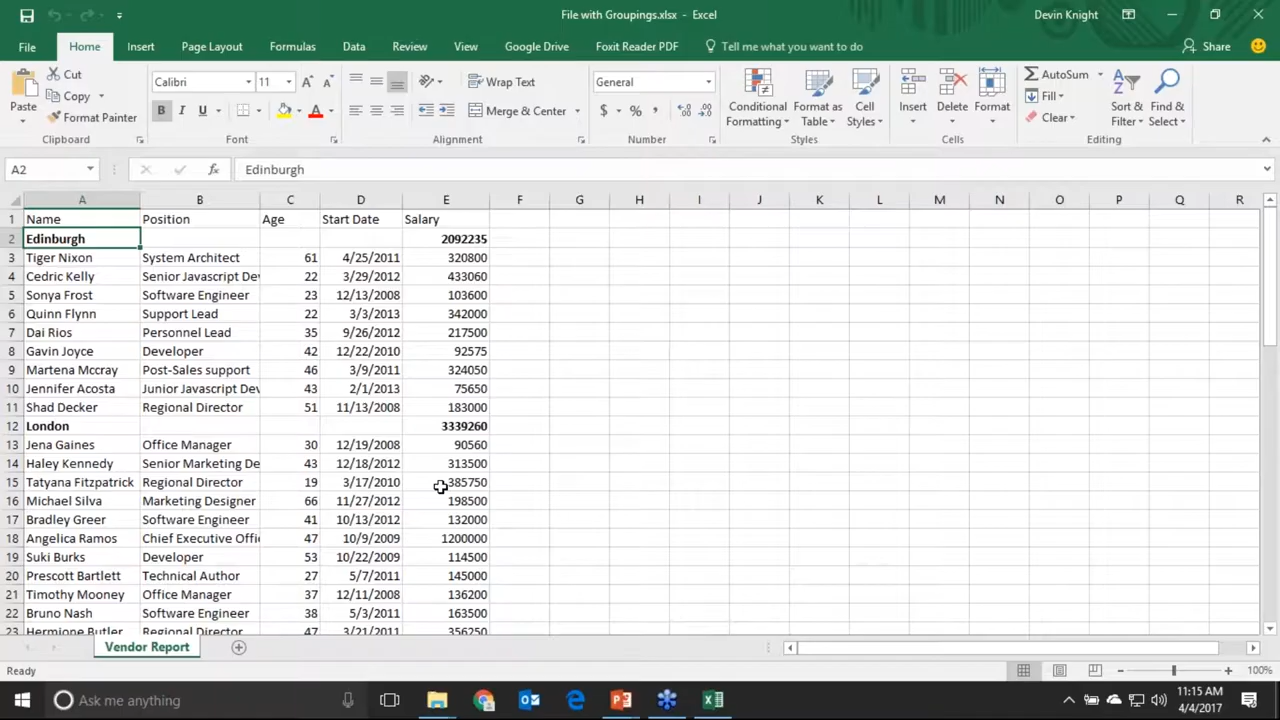 File with Groupings.xlsx - Excel
Devin Knight
File Home Insert Page Layout Formulas Data Review View Google Drive Foxit Reader PDF Tell me what you want to do Share
Paste
Cut
Copy
Format Painter
Clipboard
Calibri 11
B I U
Font
Wrap Text
Merge & Center
Alignment
General
$ % ,
Number
Conditional Formatting
Format as Table
Cell Styles
Styles
Insert Delete Format
Cells
AutoSum
Fill
Clear
Sort & Filter
Find & Select
Editing
A2 fx Edinburgh
A B C D E F G H I J K L M N O P Q R
1 Name Position Age Start Date Salary
2 Edinburgh 2092235
3 Tiger Nixon System Architect 61 4/25/2011 320800
4 Cedric Kelly Senior Javascript Dev 22 3/29/2012 433060
5 Sonya Frost Software Engineer 23 12/13/2008 103600
6 Quinn Flynn Support Lead 22 3/3/2013 342000
7 Dai Rios Personnel Lead 35 9/26/2012 217500
8 Gavin Joyce Developer 42 12/22/2010 92575
9 Martena Mccray Post-Sales support 46 3/9/2011 324050
10 Jennifer Acosta Junior Javascript Dev 43 2/1/2013 75650
11 Shad Decker Regional Director 51 11/13/2008 183000
12 London 3339260
13 Jena Gaines Office Manager 30 12/19/2008 90560
14 Haley Kennedy Senior Marketing De 43 12/18/2012 313500
15 Tatyana Fitzpatrick Regional Director 19 3/17/2010 385750
16 Michael Silva Marketing Designer 66 11/27/2012 198500
17 Bradley Greer Software Engineer 41 10/13/2012 132000
18 Angelica Ramos Chief Executive Offi 47 10/9/2009 1200000
19 Suki Burks Developer 53 10/22/2009 114500
20 Prescott Bartlett Technical Author 27 5/7/2011 145000
21 Timothy Mooney Office Manager 37 12/11/2008 136200
22 Bruno Nash Software Engineer 38 5/3/2011 163500
23 Hermione Butler Regional Director 47 3/21/2011 356250
Vendor Report
Ready
100%
Ask me anything
11:15 AM
4/4/2017